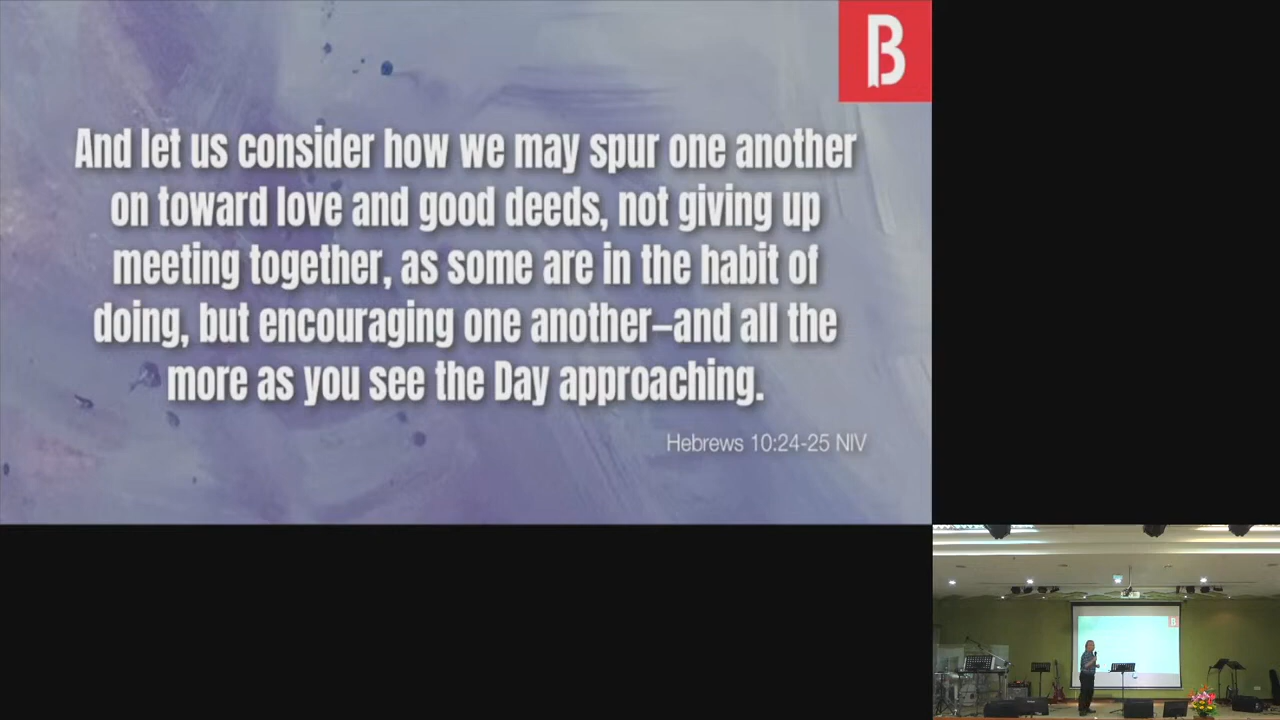 B
And let us consider how we may spur one another
on toward love and good deeds, not giving up
meeting together, as some are in the habit of
doing, but encouraging one another—and all the
more as you see the Day approaching.
Hebrews 10:24-25 NIV
B